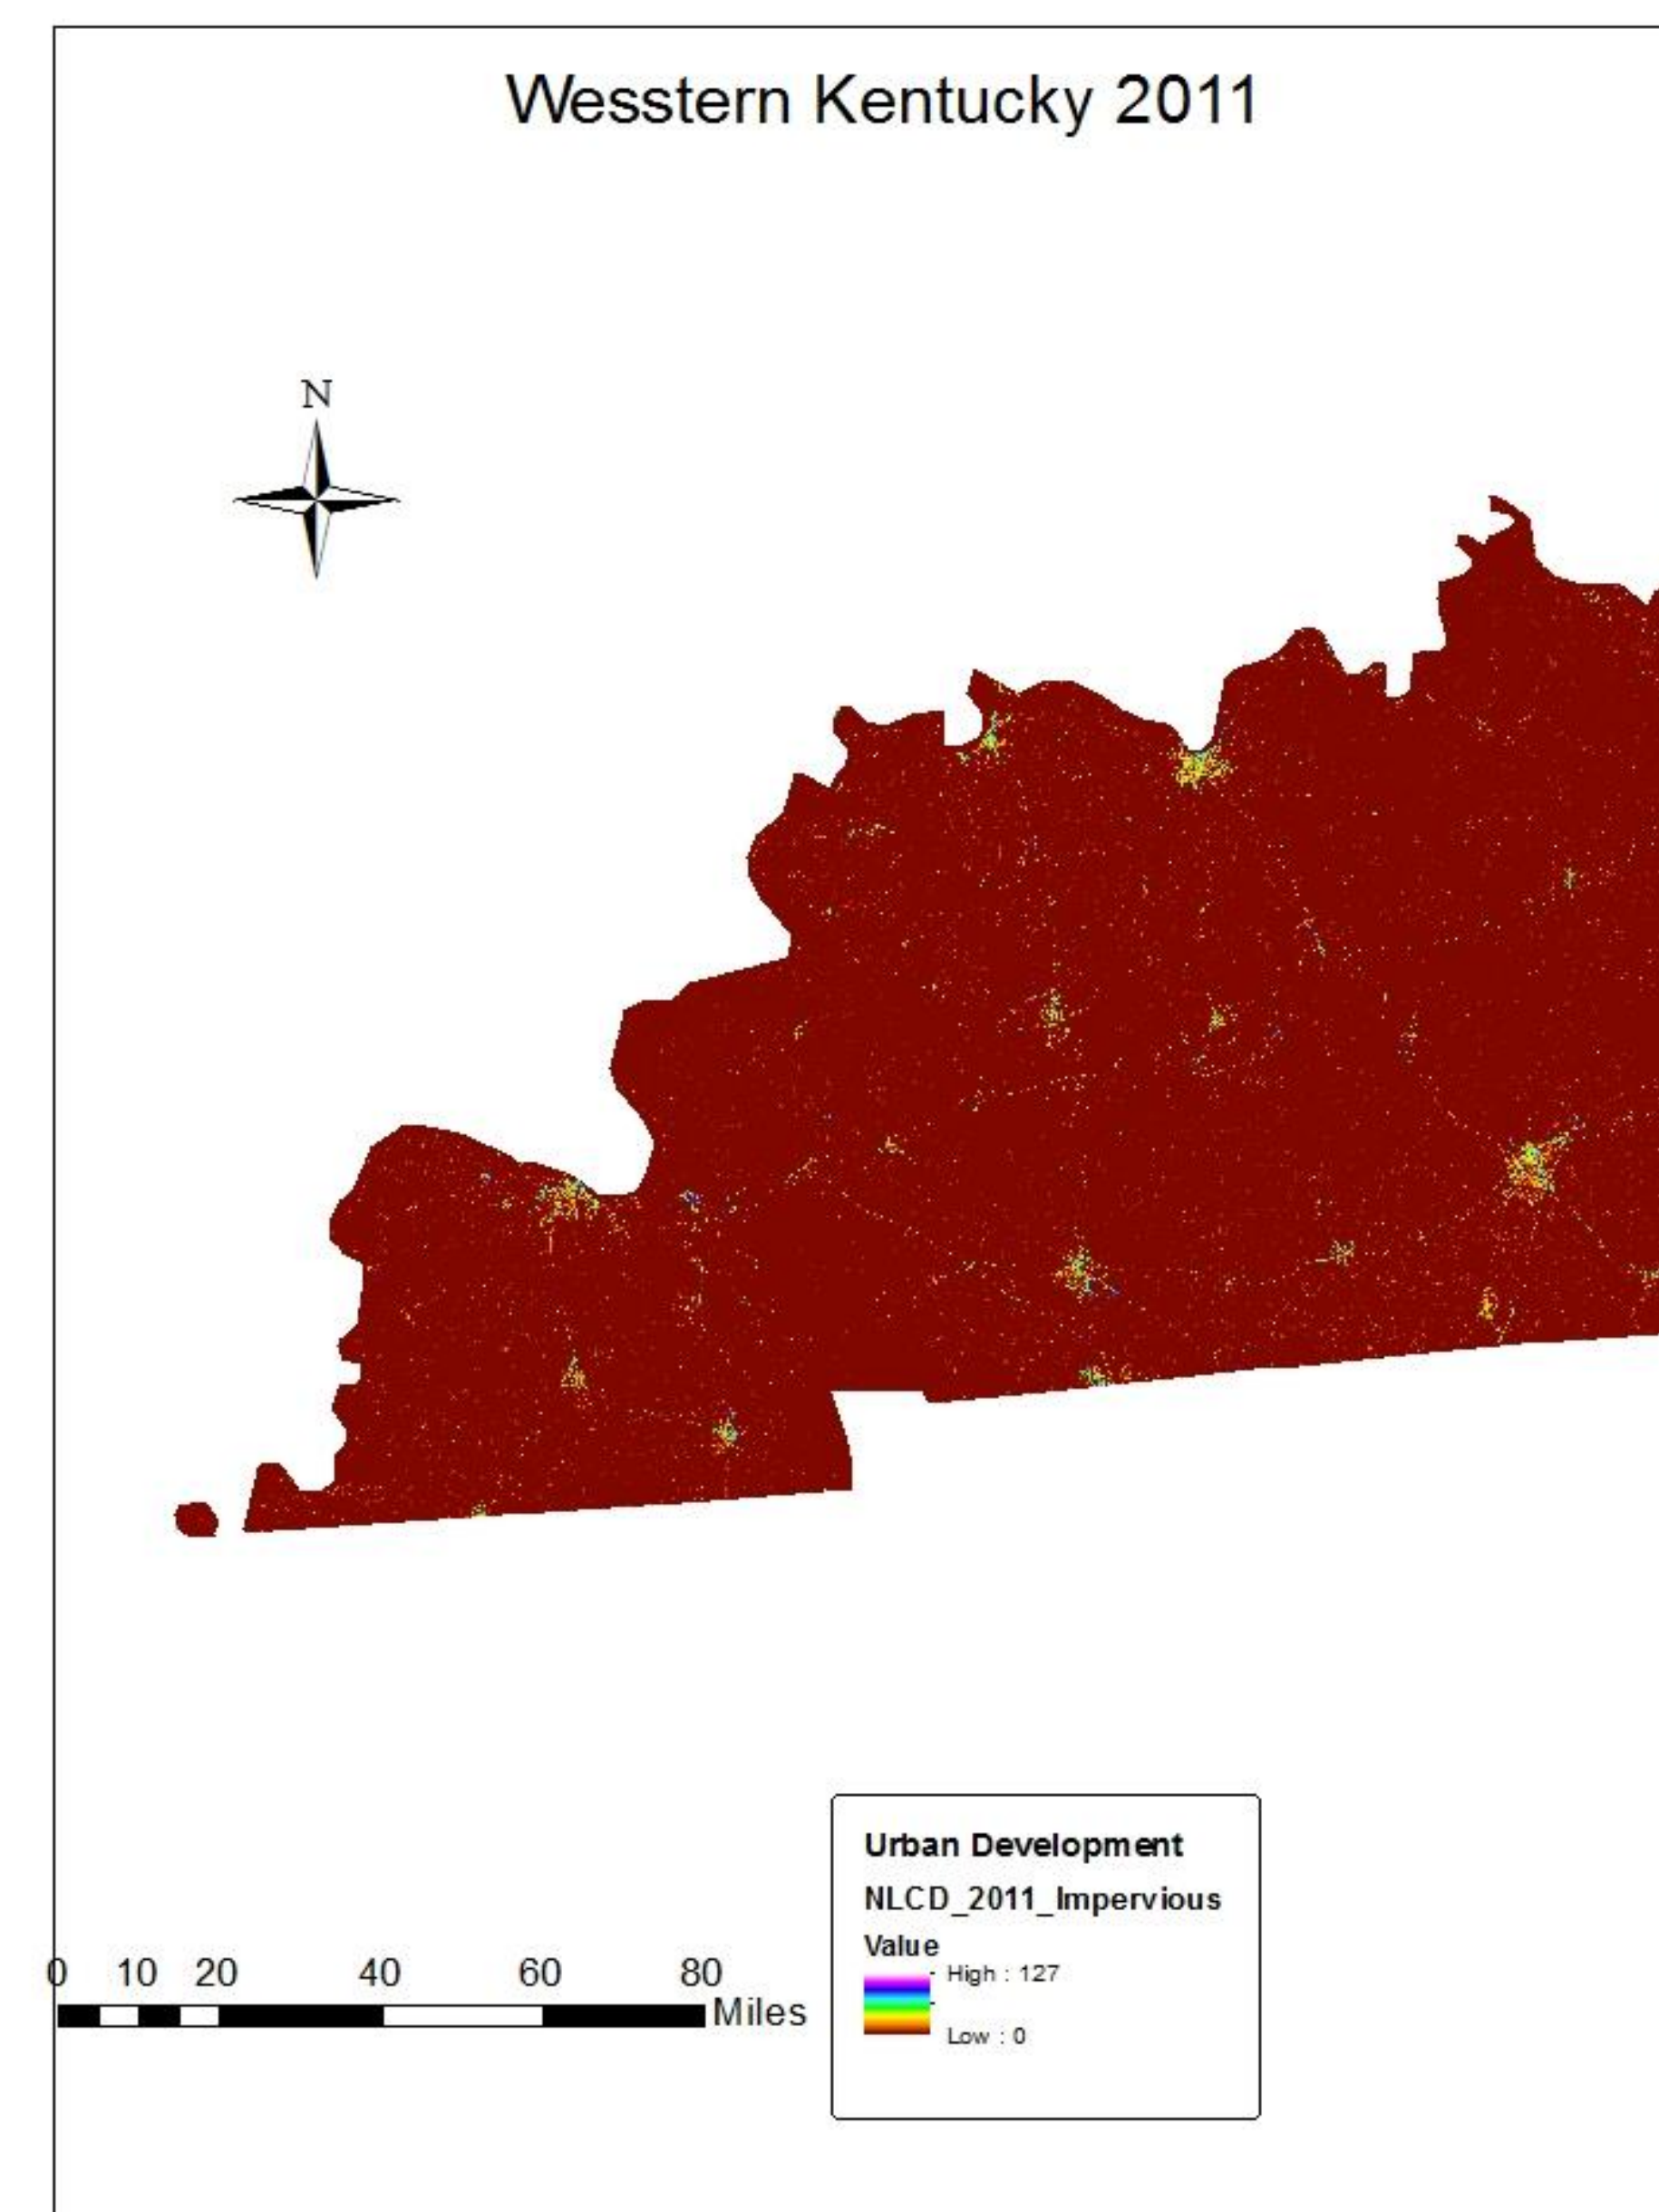 Wesstern Kentucky 2011
N
Urban Development
NLCD_2011_Impervious
Value
High : 127
Low : 0
0 10 20 40 60 80
Miles